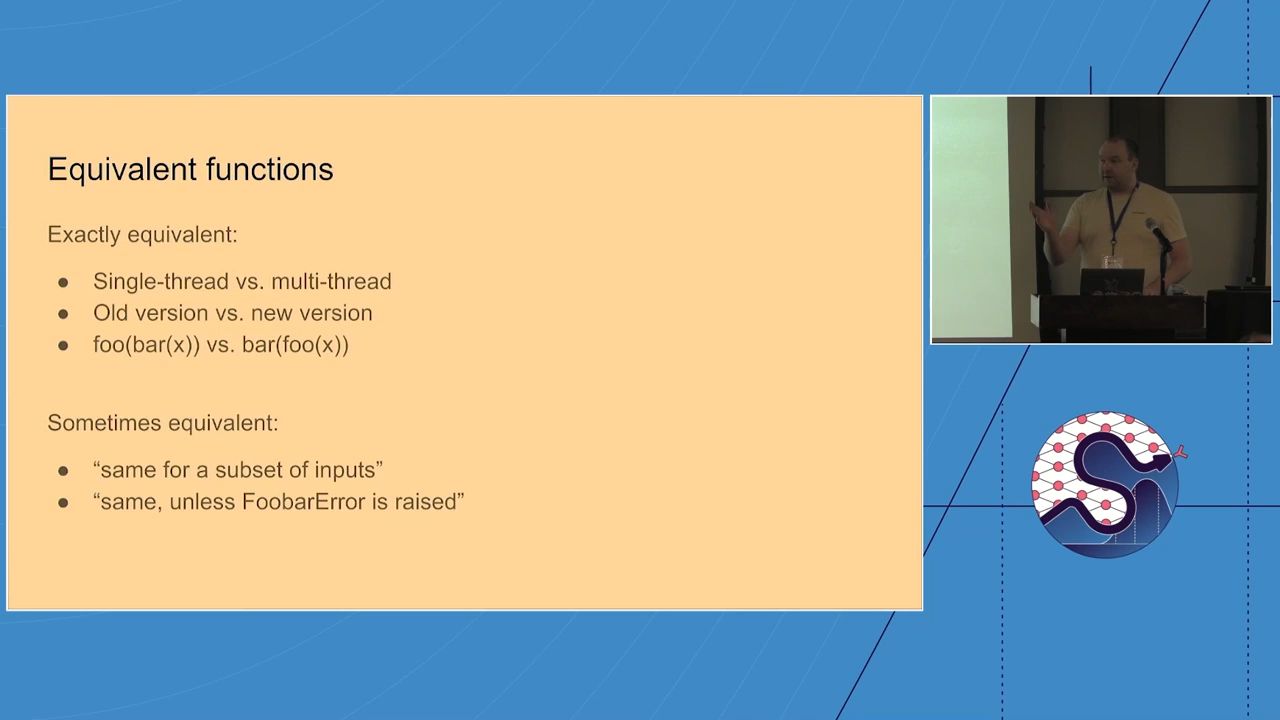 Equivalent functions
Exactly equivalent:
● Single-thread vs. multi-thread
● Old version vs. new version
● foo(bar(x)) vs. bar(foo(x))
Sometimes equivalent:
● “same for a subset of inputs”
● “same, unless FoobarError is raised”